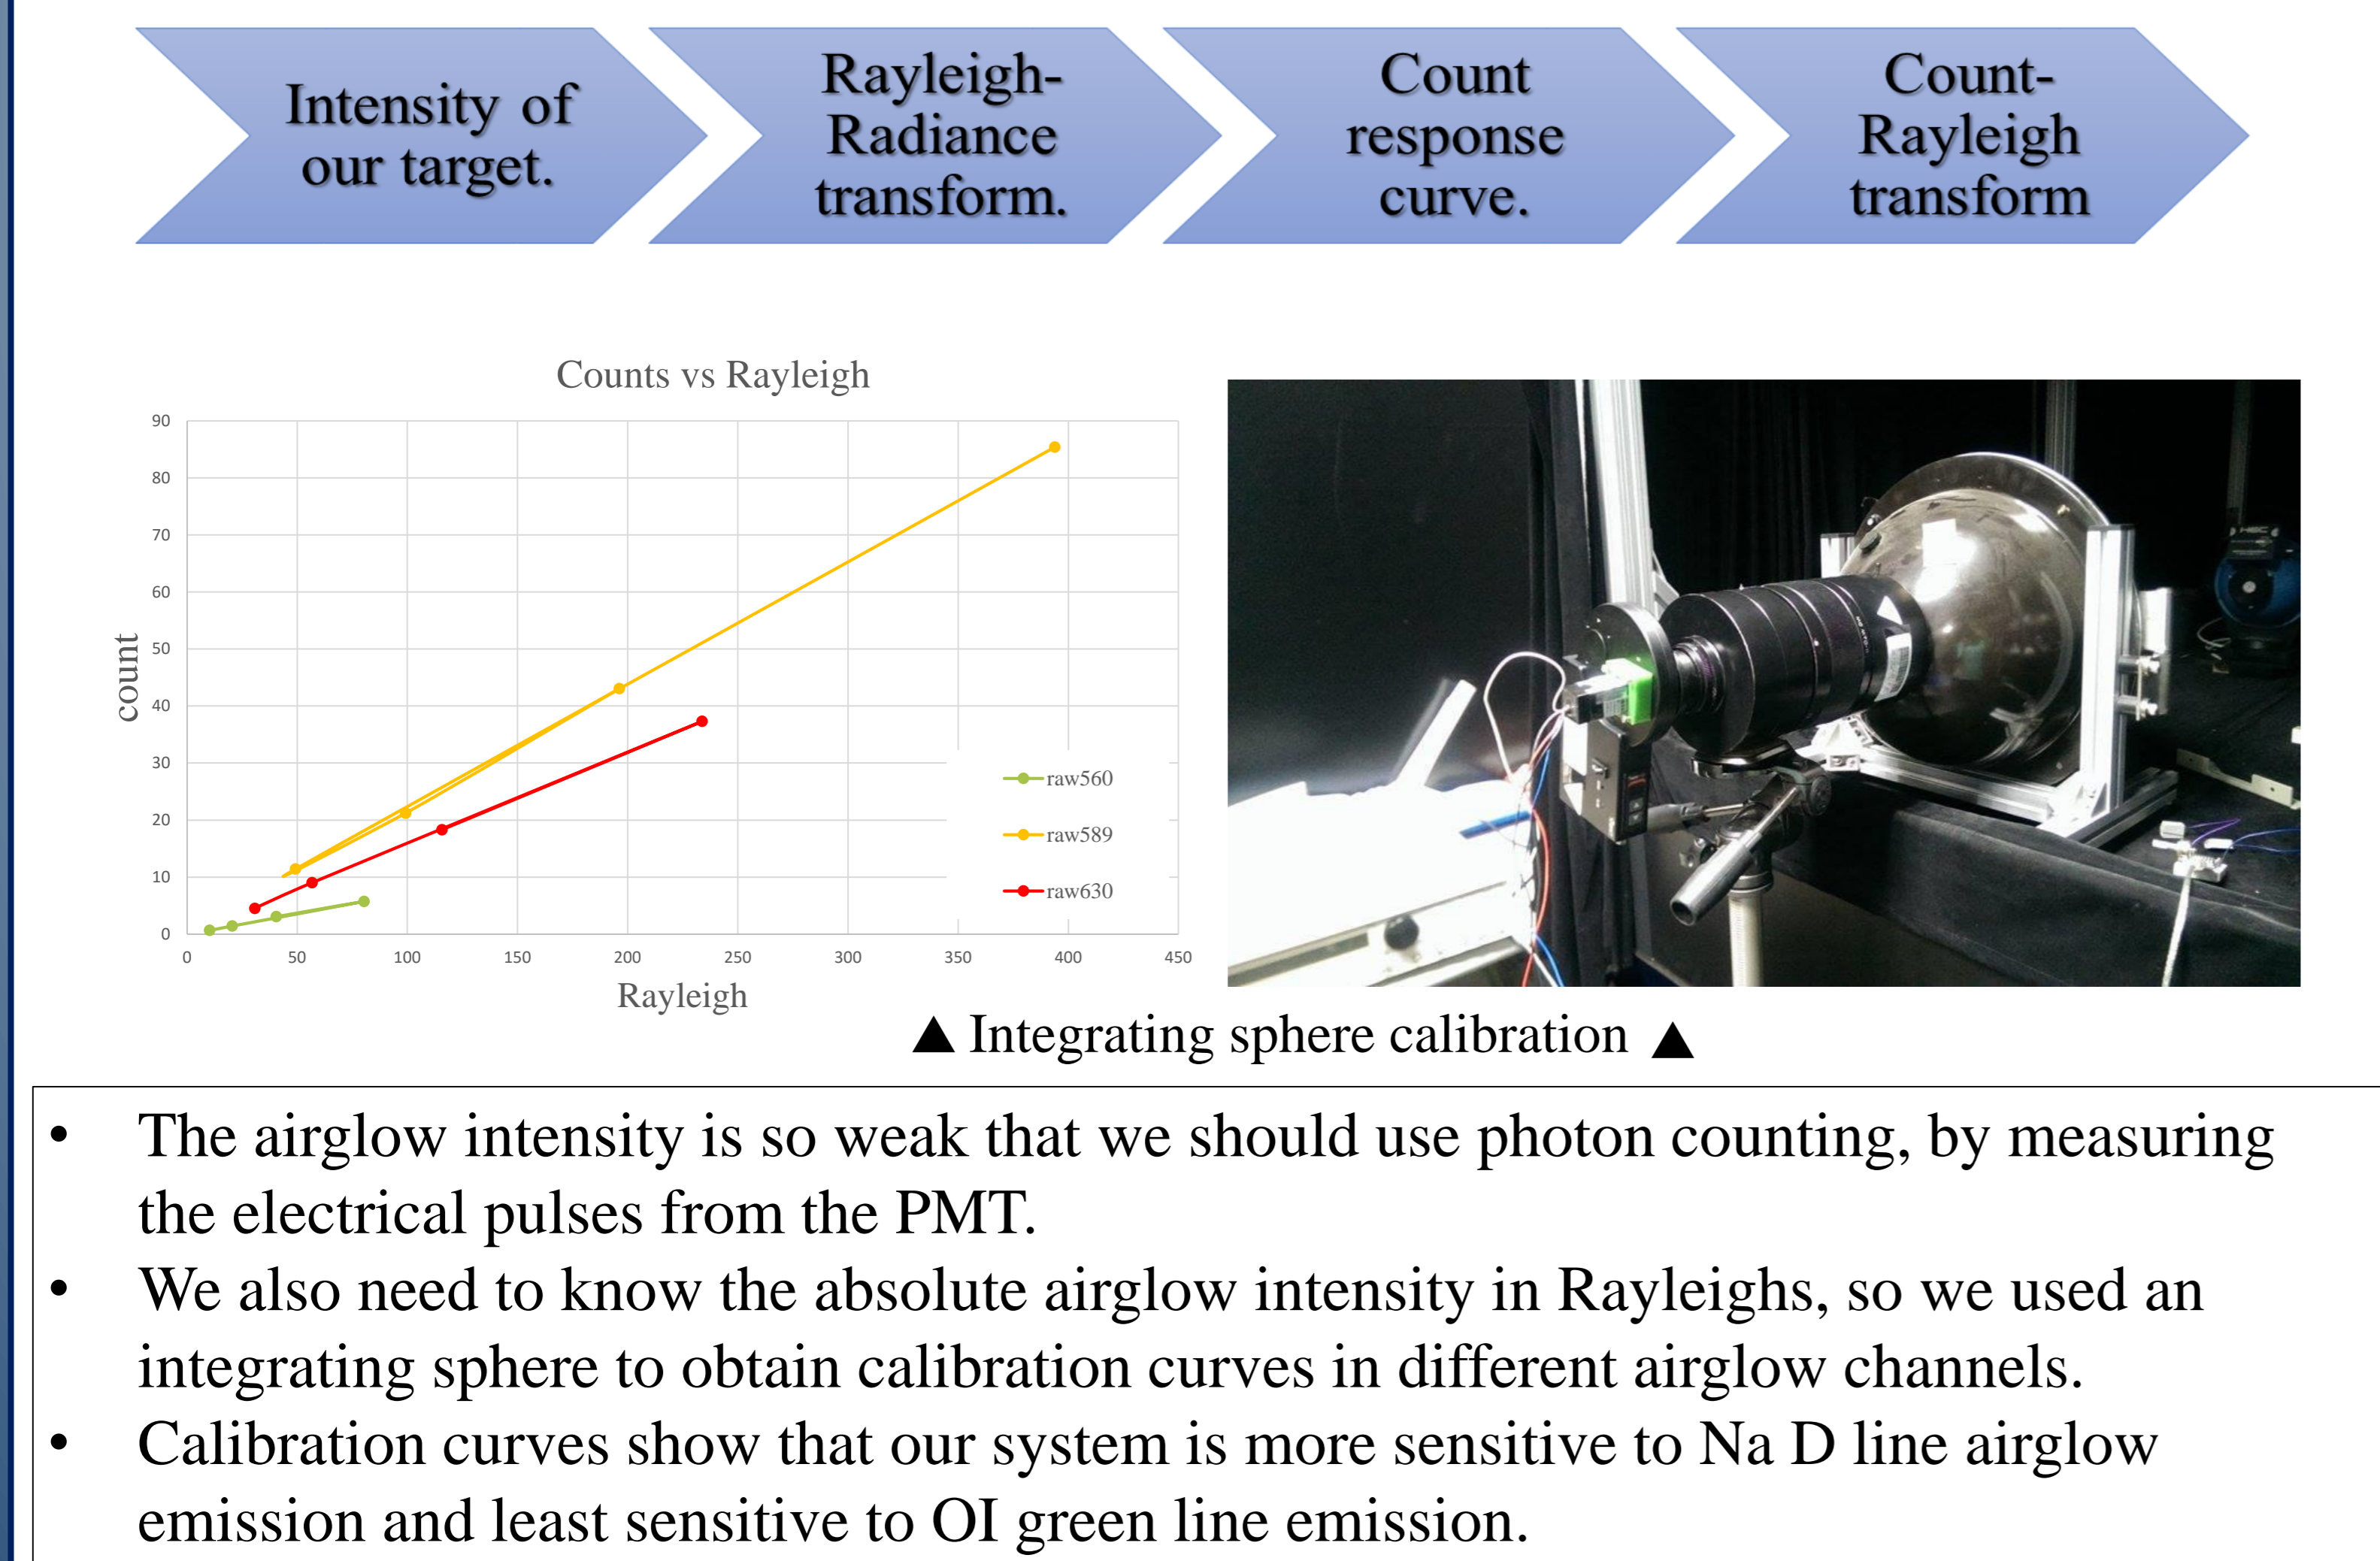 Intensity of
our target.
Rayleigh-
Radiance
transform.
Count
response
curve.
Count-
Rayleigh
transform
Counts vs Rayleigh
90
80
70
60
50
40
30
20
10
0
count
0 50 100 150 200 250 300 350 400 450
Rayleigh
raw560
raw589
raw630
▲ Integrating sphere calibration ▲
• The airglow intensity is so weak that we should use photon counting, by measuring
the electrical pulses from the PMT.
• We also need to know the absolute airglow intensity in Rayleighs, so we used an
integrating sphere to obtain calibration curves in different airglow channels.
• Calibration curves show that our system is more sensitive to Na D line airglow
emission and least sensitive to OI green line emission.